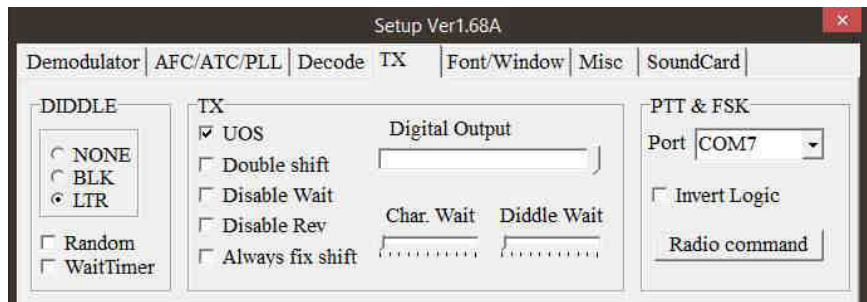 Setup Ver1.68A
Demodulator AFC/ATC/PLL Decode TX Font/Window Misc SoundCard
DIDDLE
NONE
BLK
LTR
Random
WaitTimer
TX
UOS
Double shift
Disable Wait
Disable Rev
Always fix shift
Digital Output
Char. Wait Diddle Wait
PTT & FSK
Port COM7
Invert Logic
Radio command